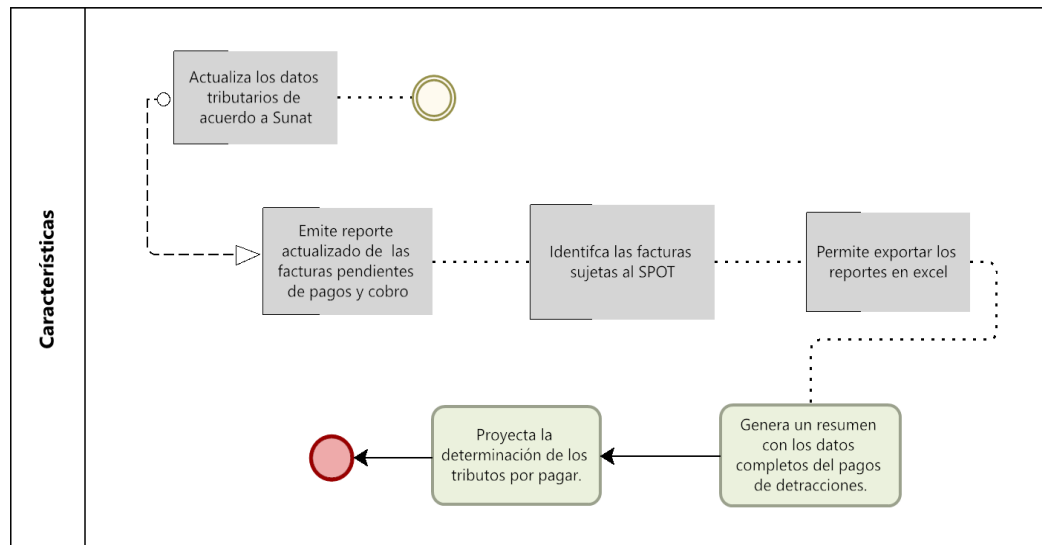 Características
Actualiza los datos
tributarios de
acuerdo a Sunat
Emite reporte
actualizado de las
facturas pendientes
de pagos y cobro
Identifca las facturas
sujetas al SPOT
Permite exportar los
reportes en excel
Proyecta la
determinación de los
tributos por pagar.
Genera un resumen
con los datos
completos del pagos
de detracciones.